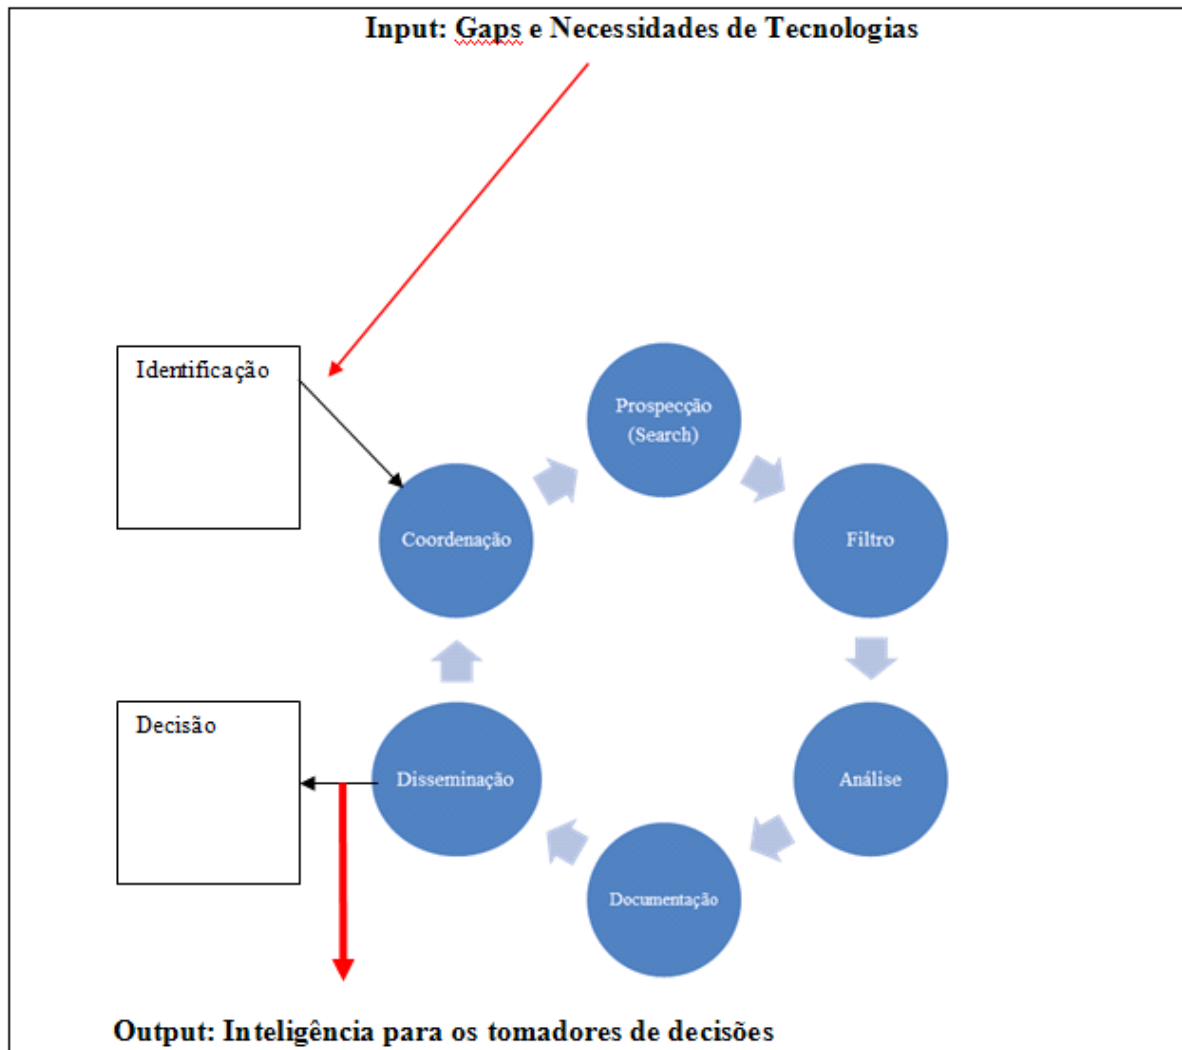 Input: Gaps e Necessidades de Tecnologias
Identificação
Prospecção
(Search)
Coordenação
Filtro
Decisão
Disseminação
Análise
Documentação
Output: Inteligência para os tomadores de decisões